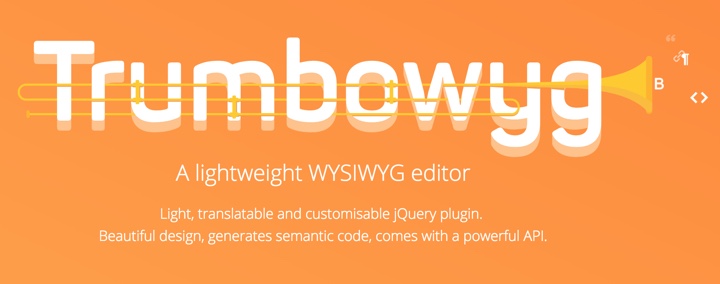 Trumbowyg
“
¶
B
<>
A lightweight WYSIWYG editor
Light, translatable and customisable jQuery plugin.
Beautiful design, generates semantic code, comes with a powerful API.